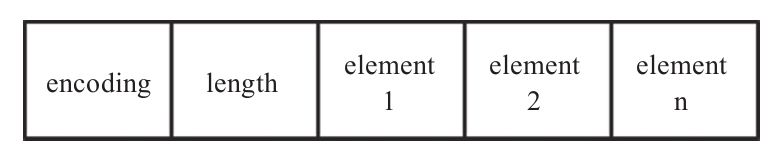 encoding
length
element
1
element
2
element
n